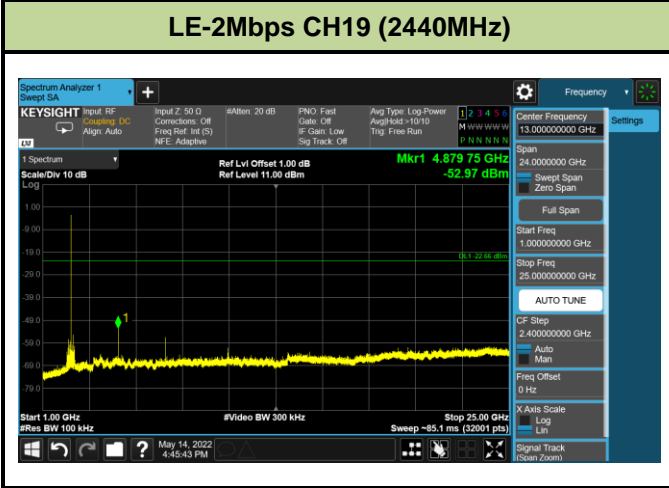 LE-2Mbps CH19 (2440MHz)
Spectrum Analyzer 1
Swept SA
+
Frequency
KEYSIGHT
Input: RF
Coupling: DC
Align: Auto
Input Z: 50 Ω
Corrections: Off
Freq Ref: Int (S)
NFE: Adaptive
#Atten: 20 dB
PNO: Fast
Gate: Off
IF Gain: Low
Sig Track: Off
Avg Type: Log-Power
Avg|Hold:>10/10
Trig: Free Run
1 2 3 4 5 6
M W W W W W
P N N N N N
LXI
1 Spectrum
Scale/Div 10 dB
Ref Lvl Offset 1.00 dB
Ref Level 11.00 dBm
Mkr1 4.879 75 GHz
-52.97 dBm
Log
1.00
-9.00
-19.0
DL1 -22.66 dBm
-29.0
-39.0
-49.0
1
-59.0
-69.0
-79.0
Start 1.00 GHz
#Res BW 100 kHz
#Video BW 300 kHz
Stop 25.00 GHz
Sweep ~85.1 ms (32001 pts)
?
May 14, 2022
4:45:43 PM
Center Frequency
13.000000000 GHz
Settings
Span
24.0000000 GHz
Swept Span
Zero Span
Full Span
Start Freq
1.000000000 GHz
Stop Freq
25.000000000 GHz
AUTO TUNE
CF Step
2.400000000 GHz
Auto
Man
Freq Offset
0 Hz
X Axis Scale
Log
Lin
Signal Track
(Span Zoom)